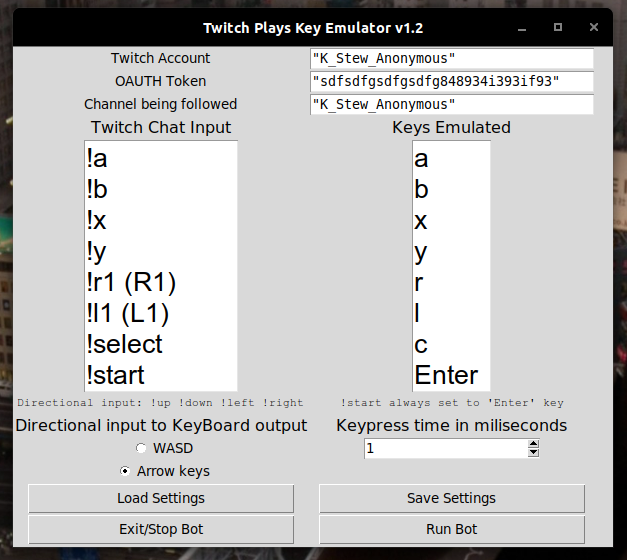 Twitch Plays Key Emulator v1.2
Twitch Account "K_Stew_Anonymous"
OAUTH Token "sdfsdfgsdfgsdfg848934i393if93"
Channel being followed "K_Stew_Anonymous"
Twitch Chat Input Keys Emulated
!a a
!b b
!x x
!y y
!r1 (R1) r
!l1 (L1) l
!select c
!start Enter
Directional input: !up !down !left !right !start always set to 'Enter' key
Directional input to KeyBoard output Keypress time in miliseconds
WASD 1
Arrow keys
Load Settings Save Settings
Exit/Stop Bot Run Bot